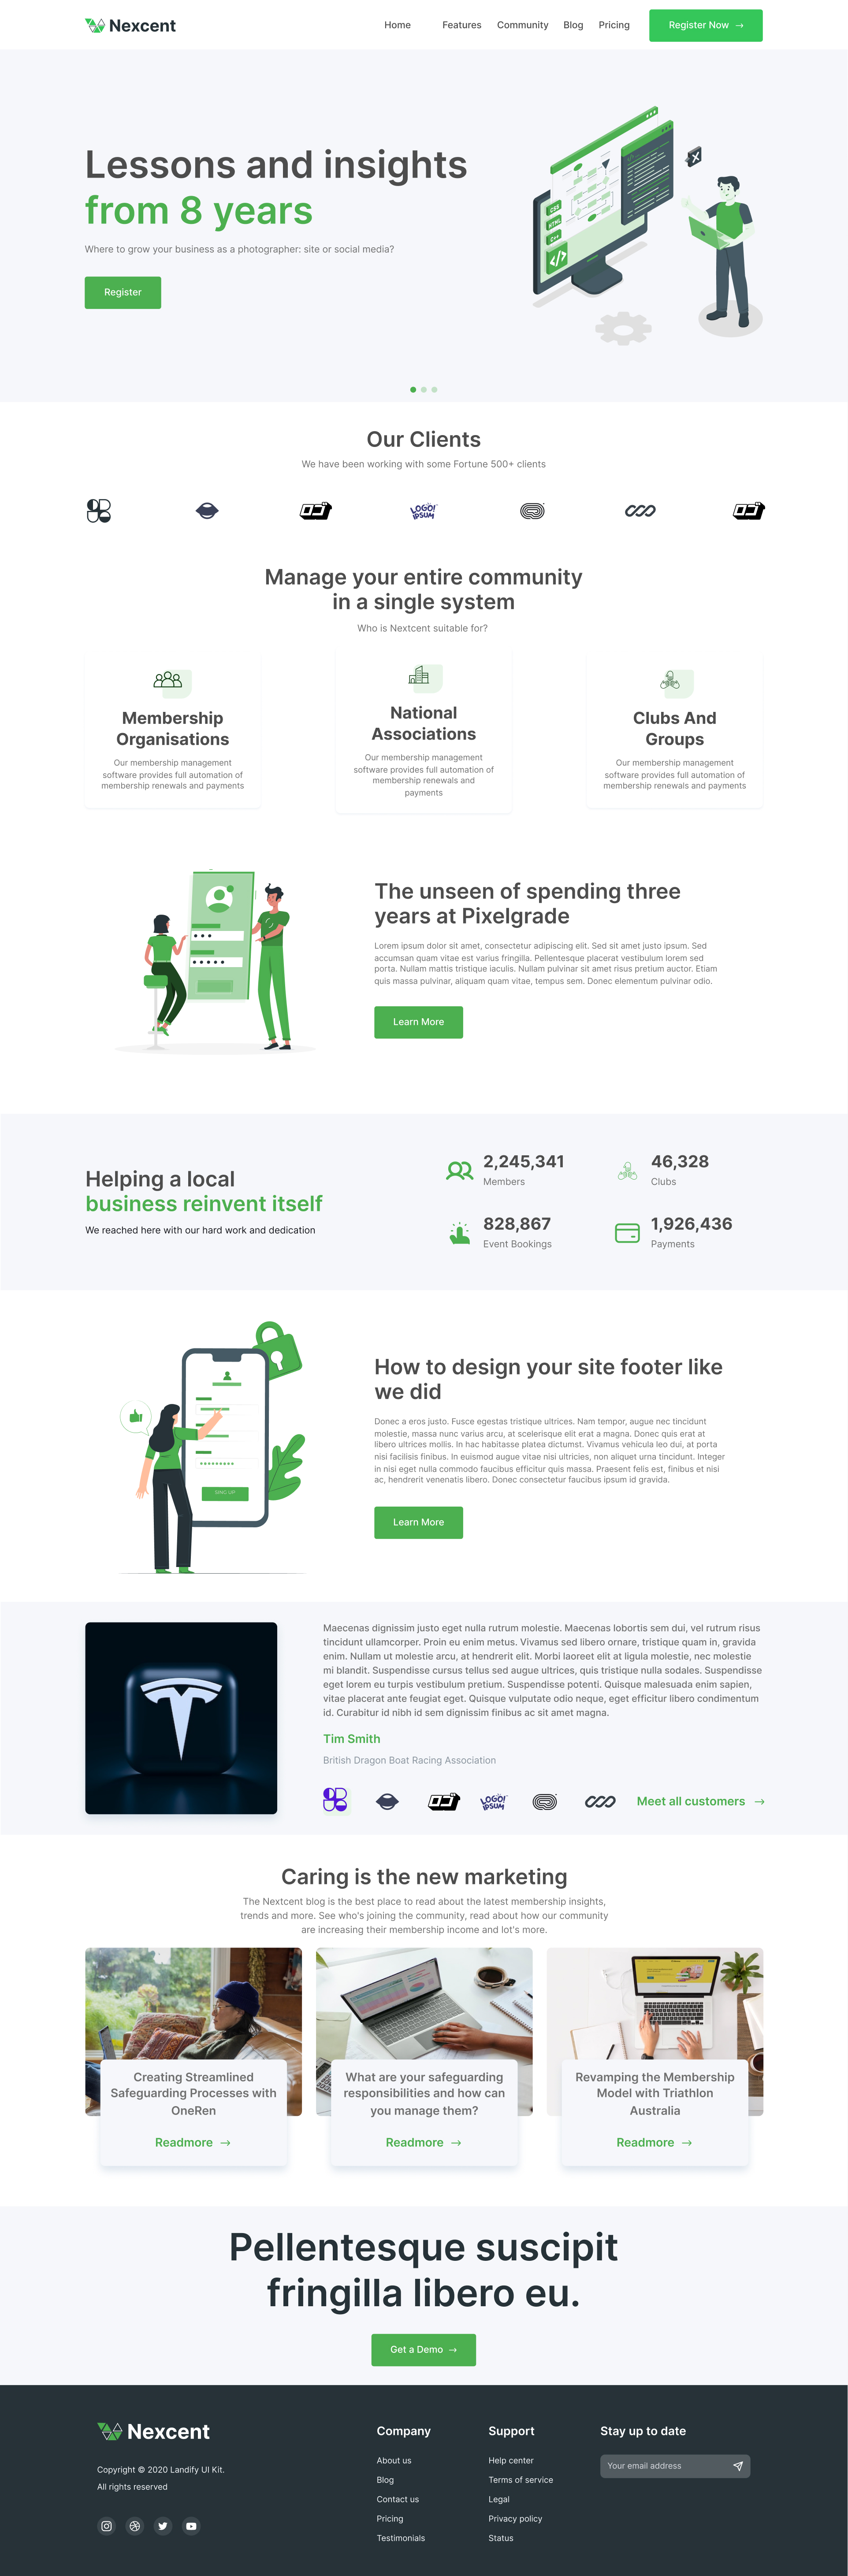 Nexcent
Home
Features
Community
Blog
Pricing
Register Now →
Lessons and insights
from 8 years
Where to grow your business as a photographer: site or social media?
Register
CSS
HTML
C++
</>
Our Clients
We have been working with some Fortune 500+ clients
LOGO!
IPSUM
Manage your entire community
in a single system
Who is Nextcent suitable for?
Membership
Organisations
Our membership management
software provides full automation of
membership renewals and payments
National
Associations
Our membership management
software provides full automation of
membership renewals and
payments
Clubs And
Groups
Our membership management
software provides full automation of
membership renewals and payments
The unseen of spending three
years at Pixelgrade
Lorem ipsum dolor sit amet, consectetur adipiscing elit. Sed sit amet justo ipsum. Sed
accumsan quam vitae est varius fringilla. Pellentesque placerat vestibulum lorem sed
porta. Nullam mattis tristique iaculis. Nullam pulvinar sit amet risus pretium auctor. Etiam
quis massa pulvinar, aliquam quam vitae, tempus sem. Donec elementum pulvinar odio.
Learn More
Helping a local
business reinvent itself
We reached here with our hard work and dedication
2,245,341
Members
46,328
Clubs
828,867
Event Bookings
1,926,436
Payments
SING UP
How to design your site footer like
we did
Donec a eros justo. Fusce egestas tristique ultrices. Nam tempor, augue nec tincidunt
molestie, massa nunc varius arcu, at scelerisque elit erat a magna. Donec quis erat at
libero ultrices mollis. In hac habitasse platea dictumst. Vivamus vehicula leo dui, at porta
nisi facilisis finibus. In euismod augue vitae nisi ultricies, non aliquet urna tincidunt. Integer
in nisi eget nulla commodo faucibus efficitur quis massa. Praesent felis est, finibus et nisi
ac, hendrerit venenatis libero. Donec consectetur faucibus ipsum id gravida.
Learn More
Maecenas dignissim justo eget nulla rutrum molestie. Maecenas lobortis sem dui, vel rutrum risus
tincidunt ullamcorper. Proin eu enim metus. Vivamus sed libero ornare, tristique quam in, gravida
enim. Nullam ut molestie arcu, at hendrerit elit. Morbi laoreet elit at ligula molestie, nec molestie
mi blandit. Suspendisse cursus tellus sed augue ultrices, quis tristique nulla sodales. Suspendisse
eget lorem eu turpis vestibulum pretium. Suspendisse potenti. Quisque malesuada enim sapien,
vitae placerat ante feugiat eget. Quisque vulputate odio neque, eget efficitur libero condimentum
id. Curabitur id nibh id sem dignissim finibus ac sit amet magna.
Tim Smith
British Dragon Boat Racing Association
LOGO!
IPSUM
Meet all customers →
Caring is the new marketing
The Nextcent blog is the best place to read about the latest membership insights,
trends and more. See who's joining the community, read about how our community
are increasing their membership income and lot's more.
Creating Streamlined
Safeguarding Processes with
OneRen
Readmore →
What are your safeguarding
responsibilities and how can
you manage them?
Readmore →
Revamping the Membership
Model with Triathlon
Australia
Readmore →
Pellentesque suscipit
fringilla libero eu.
Get a Demo →
Nexcent
Copyright © 2020 Landify UI Kit.
All rights reserved
Company
About us
Blog
Contact us
Pricing
Testimonials
Support
Help center
Terms of service
Legal
Privacy policy
Status
Stay up to date
Your email address